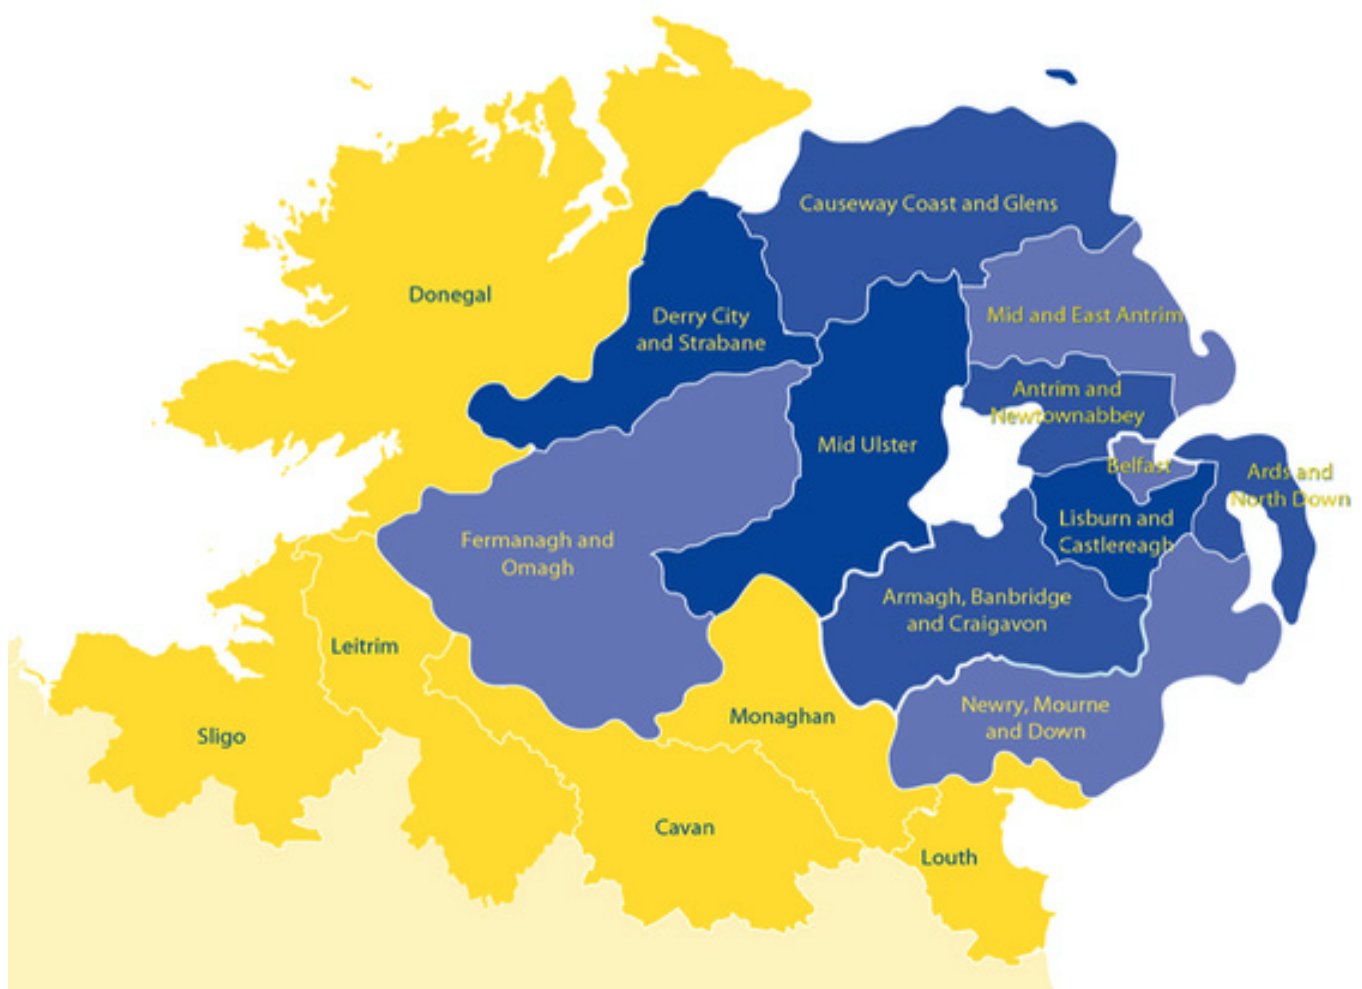 Causeway Coast and Glens
Donegal
Derry City
and Strabane
Mid and East Antrim
Antrim and
Newtownabbey
Mid Ulster
Belfast
Ards and
North Down
Lisburn and
Castlereagh
Fermanagh and
Omagh
Armagh, Banbridge
and Craigavon
Leitrim
Sligo
Monaghan
Newry, Mourne
and Down
Cavan
Louth